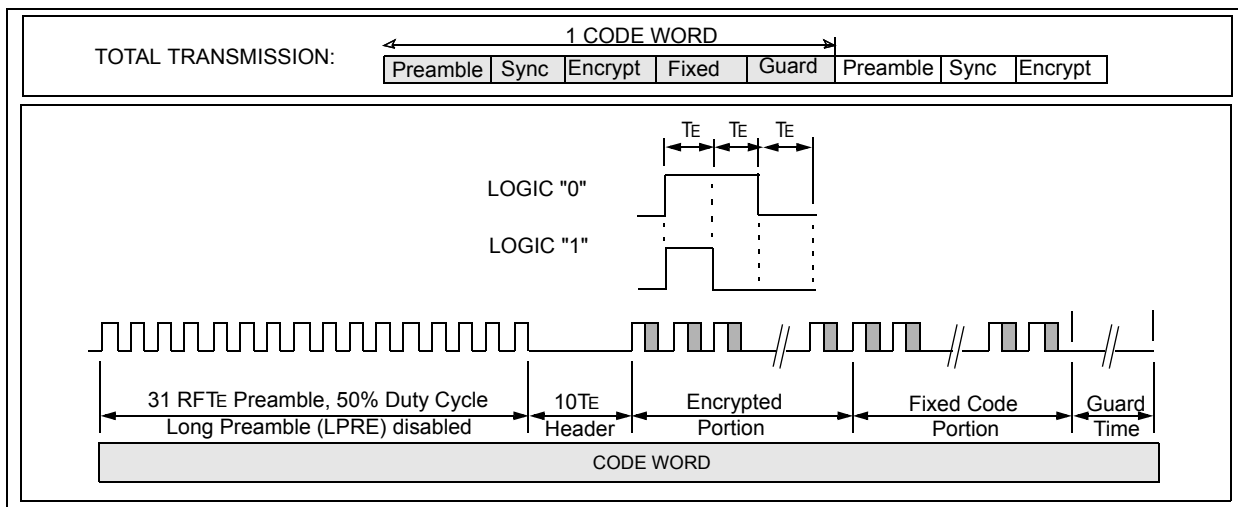 TOTAL TRANSMISSION:
1 CODE WORD
Preamble Sync Encrypt Fixed Guard Preamble Sync Encrypt
TE TE TE
LOGIC "0"
LOGIC "1"
31 RFTE Preamble, 50% Duty Cycle
Long Preamble (LPRE) disabled
10TE
Header
Encrypted
Portion
Fixed Code
Portion
Guard
Time
CODE WORD